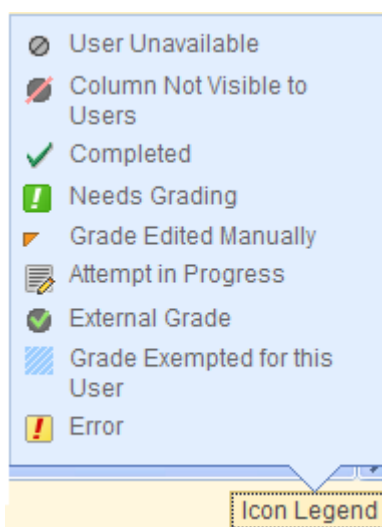 User Unavailable
Column Not Visible to
Users
Completed
Needs Grading
Grade Edited Manually
Attempt in Progress
External Grade
Grade Exempted for this
User
Error
Icon Legend